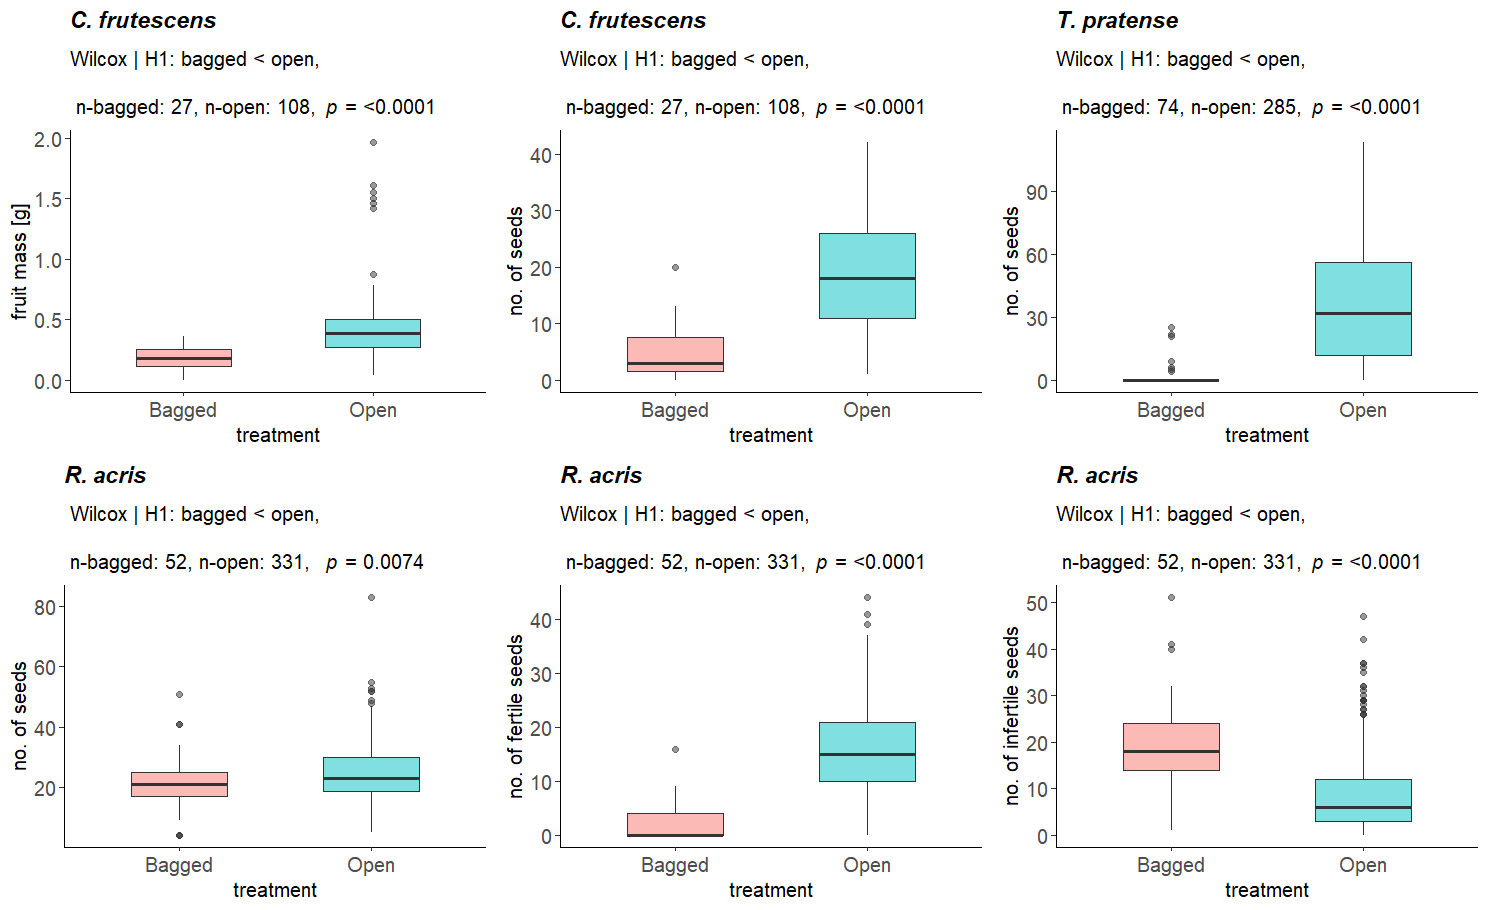 C. frutescens
Wilcox | H1: bagged < open,
n-bagged: 27, n-open: 108, p = <0.0001
fruit mass [g]
2.0
1.5
1.0
0.5
0.0
Bagged Open
treatment
C. frutescens
Wilcox | H1: bagged < open,
n-bagged: 27, n-open: 108, p = <0.0001
no. of seeds
40
30
20
10
0
Bagged Open
treatment
T. pratense
Wilcox | H1: bagged < open,
n-bagged: 74, n-open: 285, p = <0.0001
no. of seeds
90
60
30
0
Bagged Open
treatment
R. acris
Wilcox | H1: bagged < open,
n-bagged: 52, n-open: 331, p = 0.0074
no. of seeds
80
60
40
20
Bagged Open
treatment
R. acris
Wilcox | H1: bagged < open,
n-bagged: 52, n-open: 331, p = <0.0001
no. of fertile seeds
40
30
20
10
0
Bagged Open
treatment
R. acris
Wilcox | H1: bagged < open,
n-bagged: 52, n-open: 331, p = <0.0001
no. of infertile seeds
50
40
30
20
10
0
Bagged Open
treatment